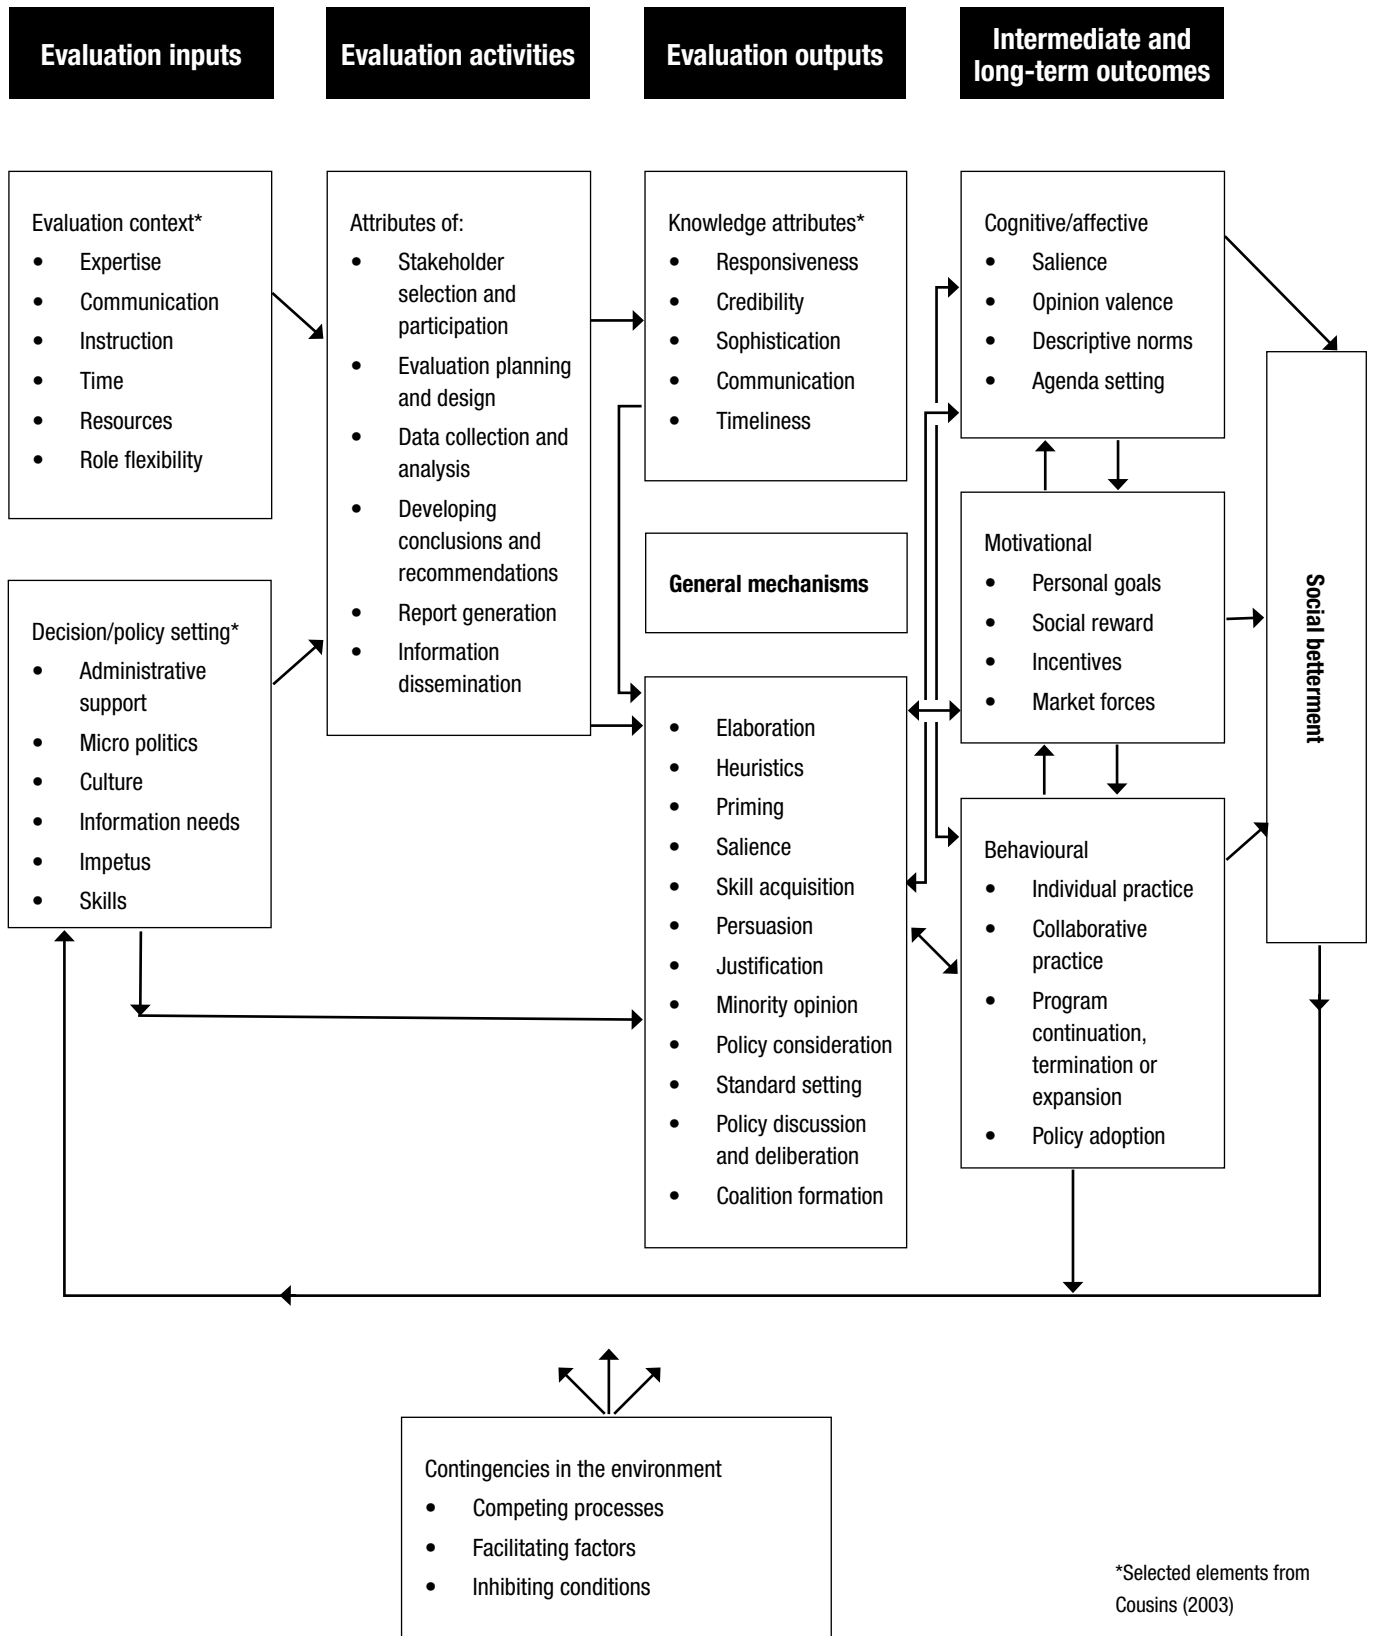 Evaluation inputs
Evaluation activities
Evaluation outputs
Intermediate and
long-term outcomes
Evaluation context*
• Expertise
• Communication
• Instruction
• Time
• Resources
• Role flexibility
Decision/policy setting*
• Administrative
support
• Micro politics
• Culture
• Information needs
• Impetus
• Skills
Attributes of:
• Stakeholder
selection and
participation
• Evaluation planning
and design
• Data collection and
analysis
• Developing
conclusions and
recommendations
• Report generation
• Information
dissemination
Knowledge attributes*
• Responsiveness
• Credibility
• Sophistication
• Communication
• Timeliness
General mechanisms
• Elaboration
• Heuristics
• Priming
• Salience
• Skill acquisition
• Persuasion
• Justification
• Minority opinion
• Policy consideration
• Standard setting
• Policy discussion
and deliberation
• Coalition formation
Cognitive/affective
• Salience
• Opinion valence
• Descriptive norms
• Agenda setting
Motivational
• Personal goals
• Social reward
• Incentives
• Market forces
Behavioural
• Individual practice
• Collaborative
practice
• Program
continuation,
termination or
expansion
• Policy adoption
Social betterment
Contingencies in the environment
• Competing processes
• Facilitating factors
• Inhibiting conditions
*Selected elements from
Cousins (2003)